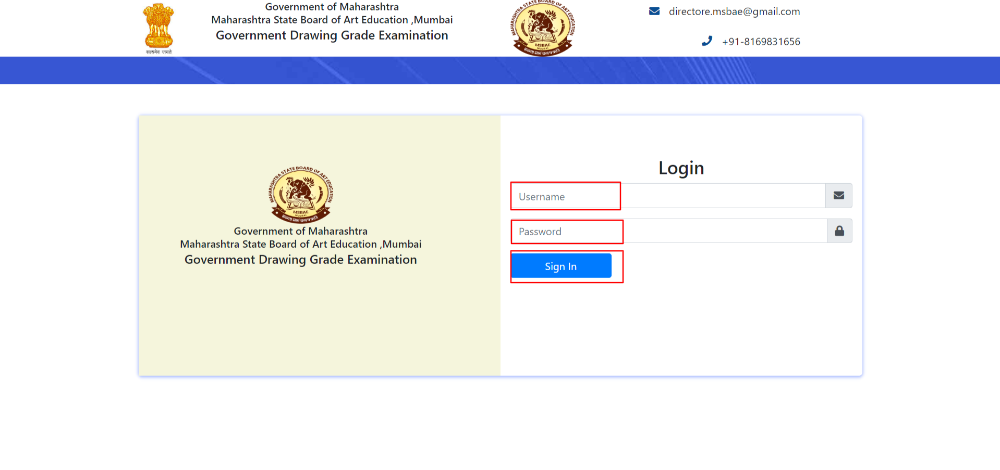 Government of Maharashtra
Maharashtra State Board of Art Education ,Mumbai
Government Drawing Grade Examination
सत्यमेव जयते
MAHARASHTRA STATE BOARD OF ART EDUCATION
MSBAE
MUMBAI
directore.msbae@gmail.com
+91-8169831656
MAHARASHTRA STATE BOARD OF ART EDUCATION
MSBAE
MUMBAI
Government of Maharashtra
Maharashtra State Board of Art Education ,Mumbai
Government Drawing Grade Examination
Login
Username
Password
Sign In